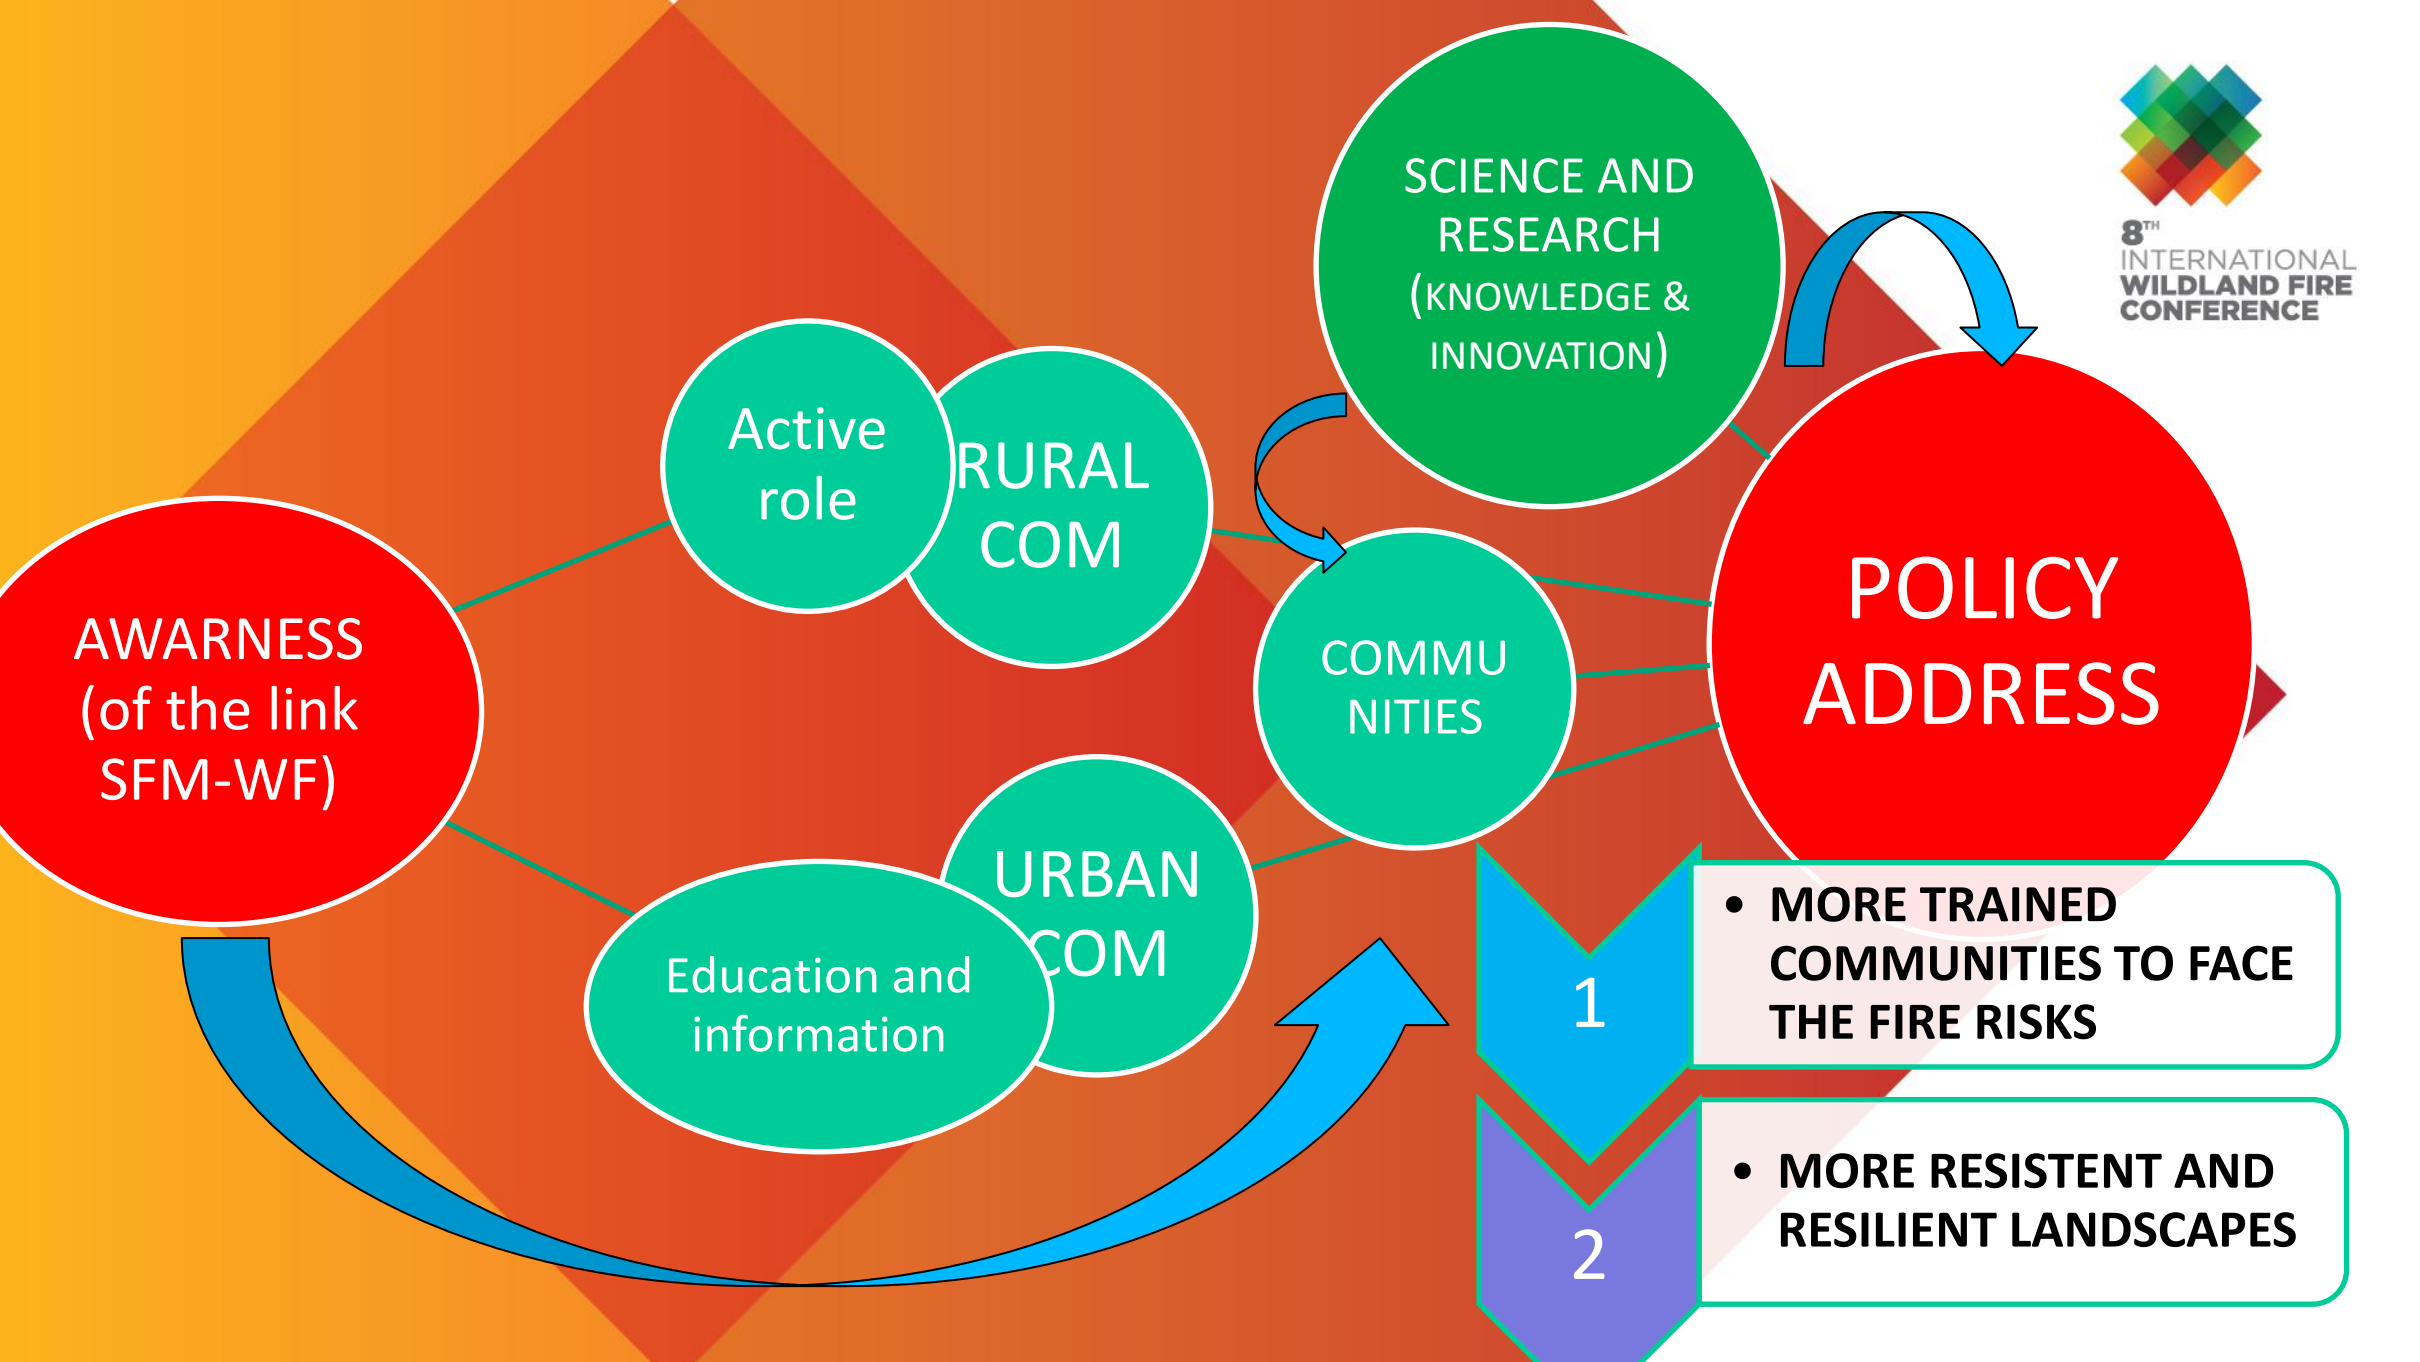 SCIENCE AND
RESEARCH
(KNOWLEDGE &
INNOVATION)
8TH
INTERNATIONAL
WILDLAND FIRE
CONFERENCE
Active
role
RURAL
COM
POLICY
ADDRESS
AWARNESS
(of the link
SFM-WF)
COMMU
NITIES
URBAN
COM
Education and
information
1
• MORE TRAINED
COMMUNITIES TO FACE
THE FIRE RISKS
2
• MORE RESISTENT AND
RESILIENT LANDSCAPES